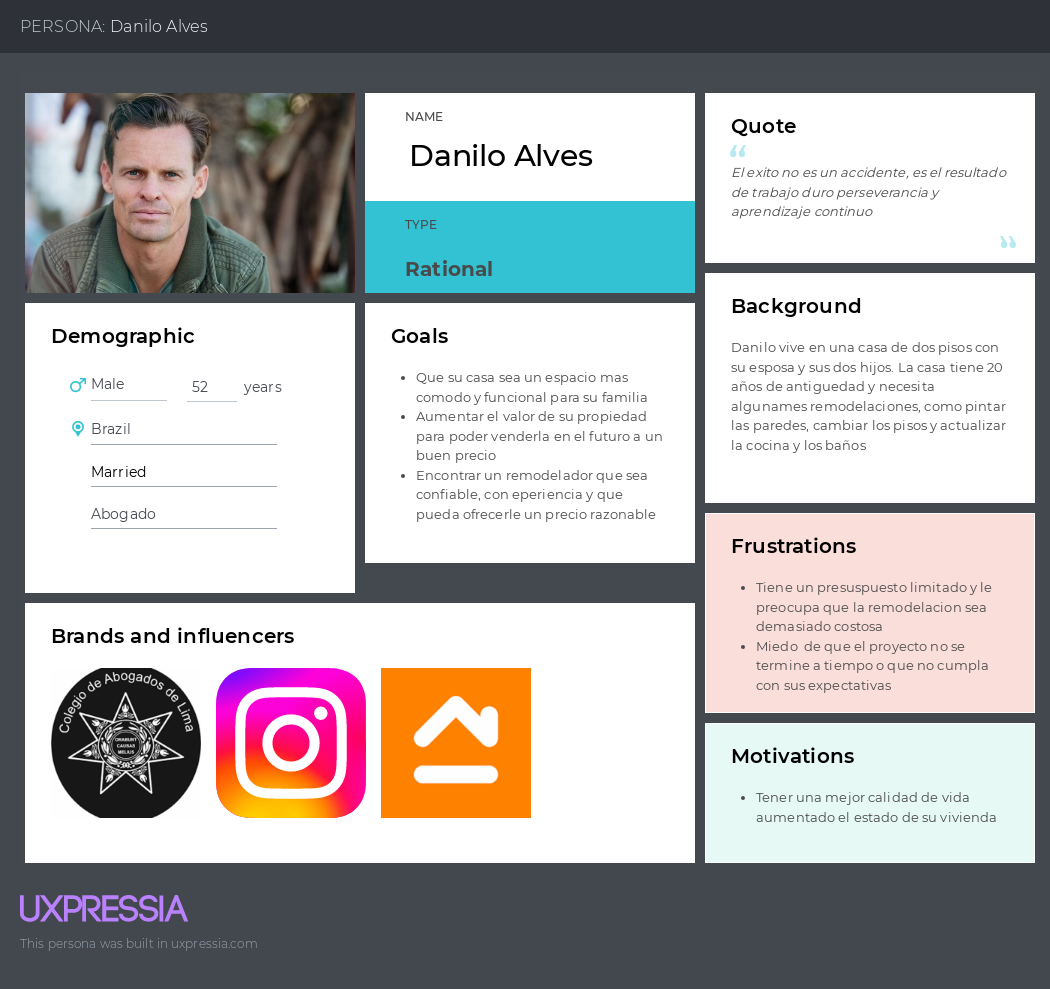 PERSONA: Danilo Alves
NAME
Danilo Alves
TYPE
Rational
Quote
“
El exito no es un accidente, es el resultado
de trabajo duro perseverancia y
aprendizaje continuo
”
Demographic
Male 52 years
Brazil
Married
Abogado
Goals
• Que su casa sea un espacio mas
comodo y funcional para su familia
• Aumentar el valor de su propiedad
para poder venderla en el futuro a un
buen precio
• Encontrar un remodelador que sea
confiable, con eperiencia y que
pueda ofrecerle un precio razonable
Background
Danilo vive en una casa de dos pisos con
su esposa y sus dos hijos. La casa tiene 20
años de antiguedad y necesita
algunames remodelaciones, como pintar
las paredes, cambiar los pisos y actualizar
la cocina y los baños
Frustrations
• Tiene un presuspuesto limitado y le
preocupa que la remodelacion sea
demasiado costosa
• Miedo  de que el proyecto no se
termine a tiempo o que no cumpla
con sus expectativas
Brands and influencers
Colegio de Abogados de Lima
ORABUNT
CAUSAS
MELIUS
Motivations
• Tener una mejor calidad de vida
aumentado el estado de su vivienda
UXPRESSIA
This persona was built in uxpressia.com